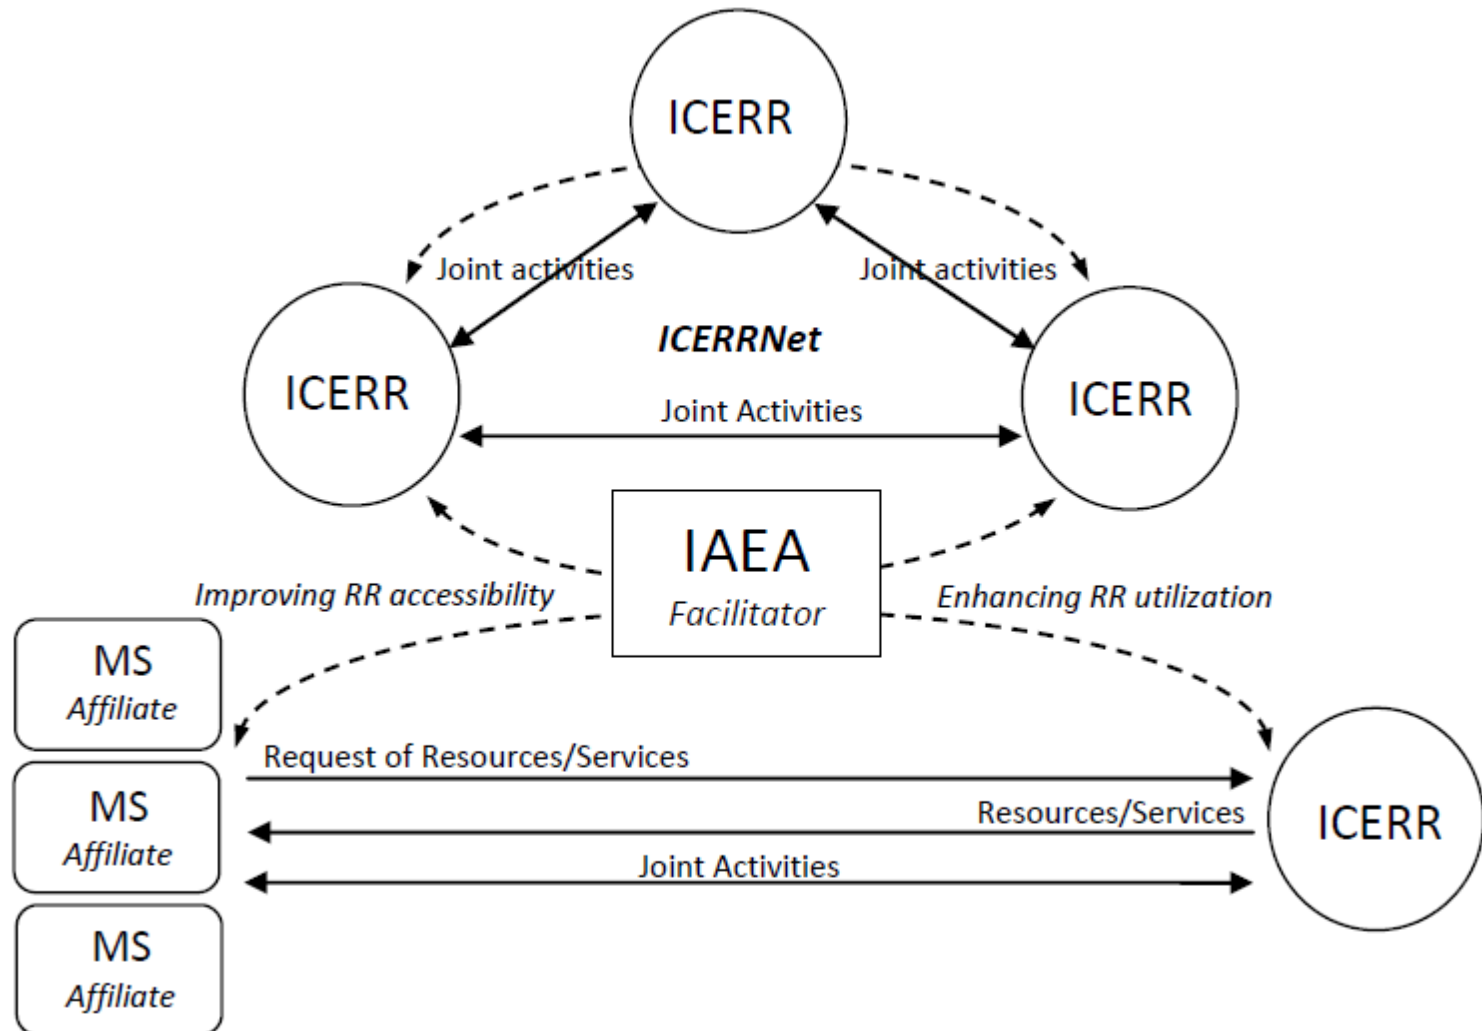 ICERR
Joint activities
Joint activities
ICERRNet
ICERR
ICERR
Joint Activities
IAEA
Facilitator
Improving RR accessibility
Enhancing RR utilization
MS
Affiliate
Request of Resources/Services
MS
Affiliate
Resources/Services
ICERR
Joint Activities
MS
Affiliate